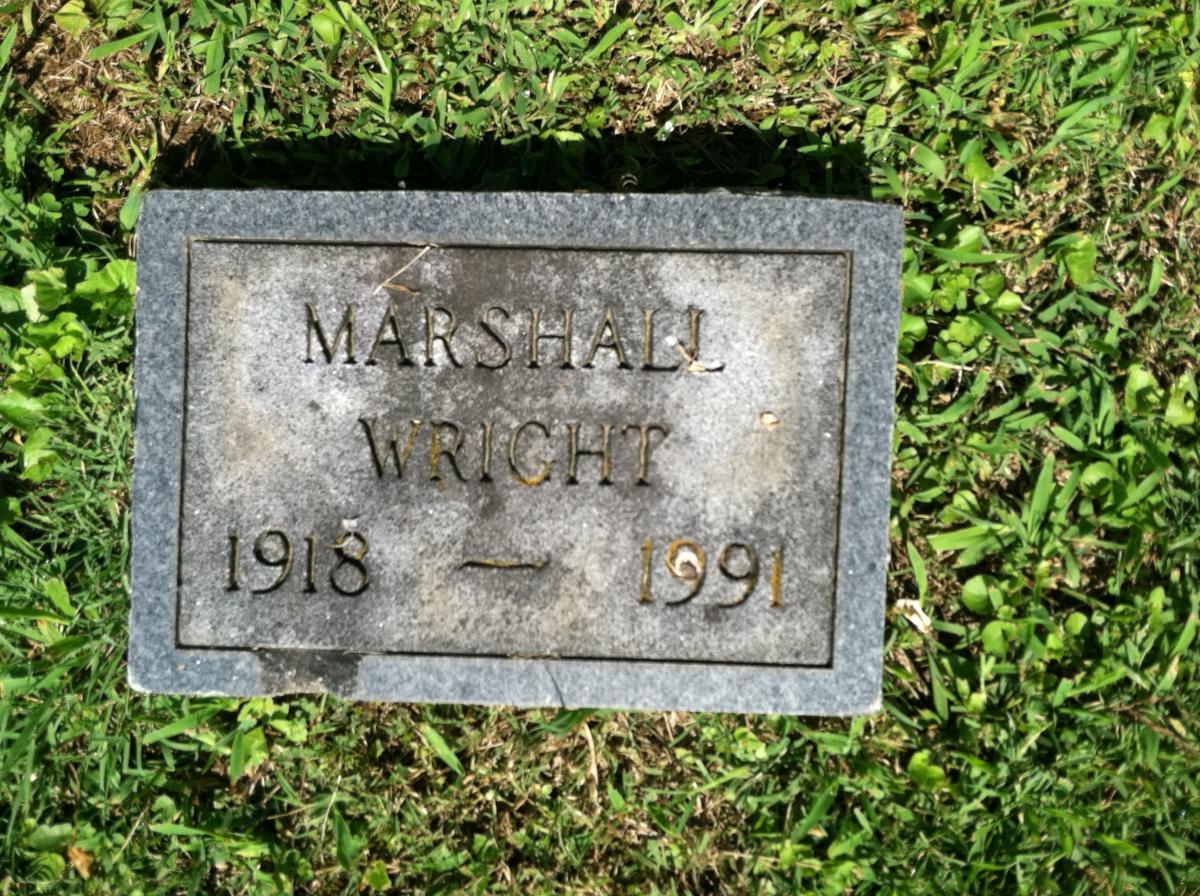 MARSHALL
WRIGHT
1918 — 1991